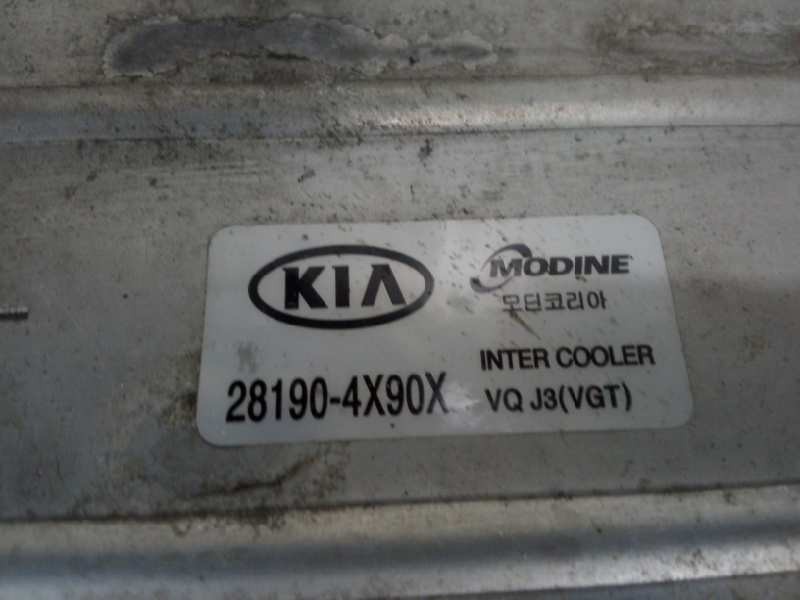 KIA
MODINE
모딘코리아
28190-4X90X
INTER COOLER
VQ J3(VGT)